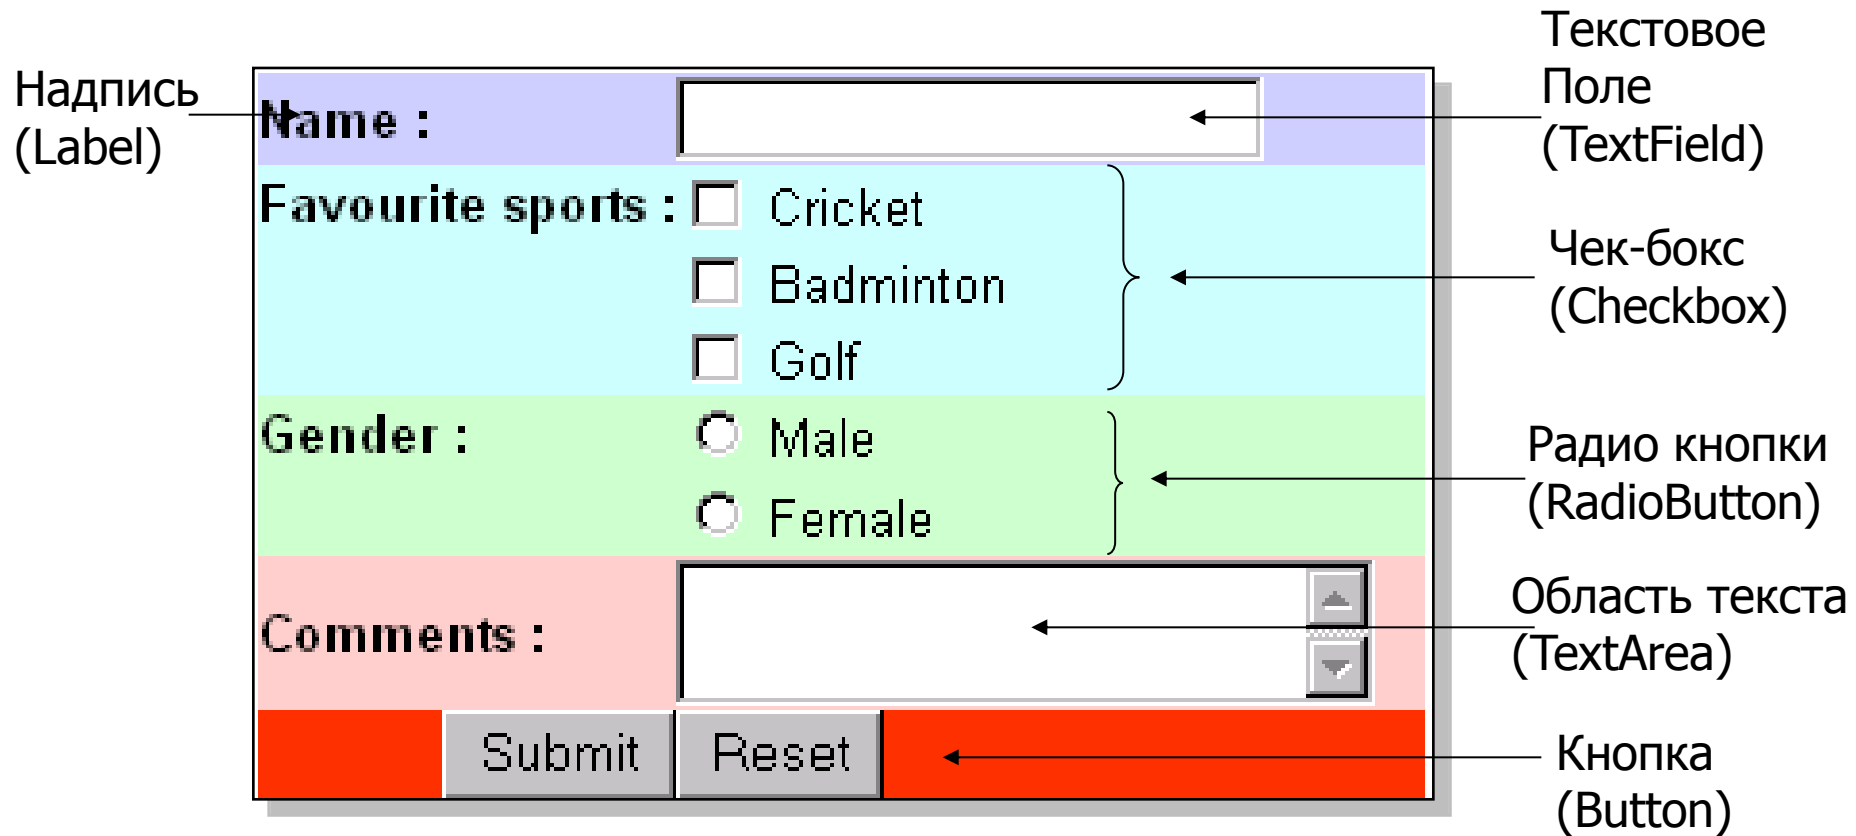 Надпись
(Label)
Name :
Текстовое
Поле
(TextField)
Favourite sports :
Cricket
Badminton
Golf
Чек-бокс
(Checkbox)
Gender :
Male
Female
Радио кнопки
(RadioButton)
Comments :
Область текста
(TextArea)
Submit
Reset
Кнопка
(Button)